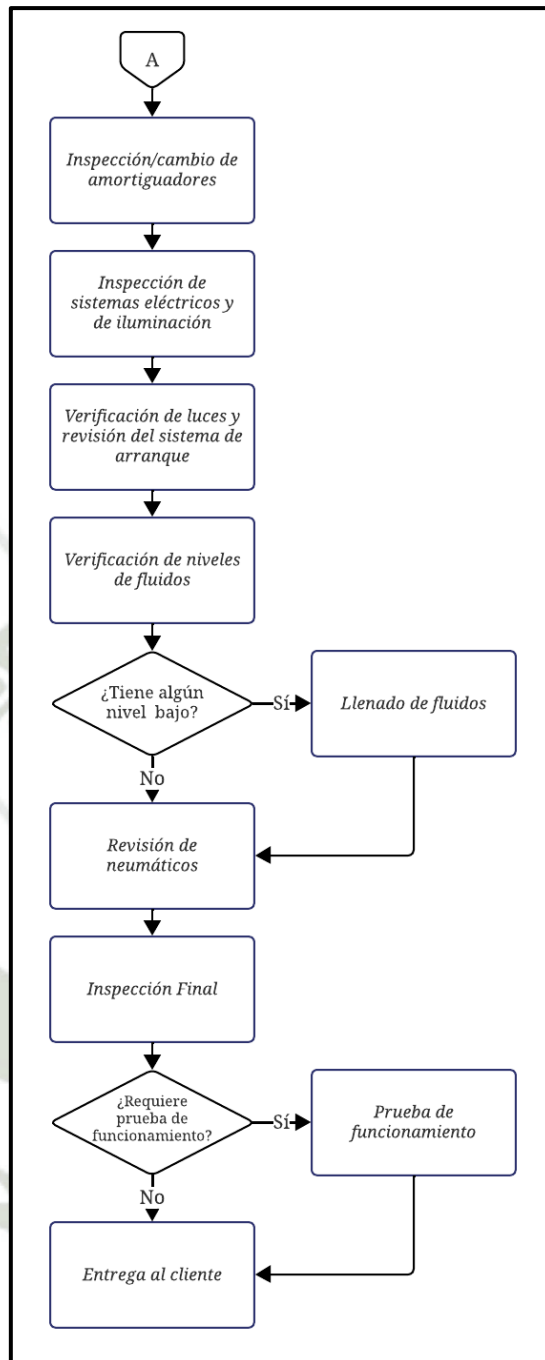 A
Inspección/cambio de
amortiguadores
Inspección de
sistemas eléctricos y
de iluminación
Verificación de luces y
revisión del sistema de
arranque
Verificación de niveles
de fluidos
¿Tiene algún
nivel bajo?
Sí
Llenado de fluidos
No
Revisión de
neumáticos
Inspección Final
¿Requiere
prueba de
funcionamiento?
Sí
Prueba de
funcionamiento
No
Entrega al cliente